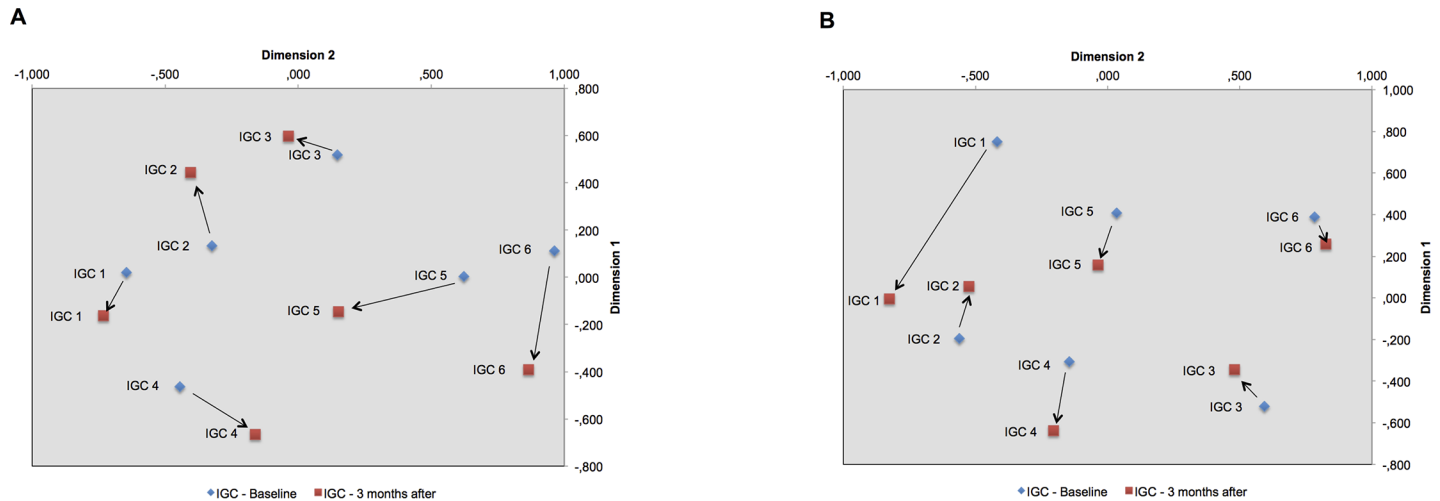 A
Dimension 2
-1,000 -,500 ,000 ,500 1,000
,800
IGC 3
,600
IGC 3
IGC 2
,400
IGC 2
,200
IGC 6
IGC 1
IGC 5
,000
Dimension 1
IGC 1
IGC 5
-,200
IGC 6
-,400
IGC 4
IGC 4
-,600
-,800
IGC - Baseline IGC - 3 months after
B
Dimension 2
-1,000 -,500 ,000 ,500 1,000
1,000
,800
IGC 1
,600
IGC 5
IGC 6
,400
IGC 6
,200
IGC 5
IGC 2
IGC 1
,000
Dimension 1
IGC 2
-,200
IGC 4
IGC 3
-,400
IGC 3
IGC 4
-,600
-,800
IGC - Baseline IGC - 3 months after